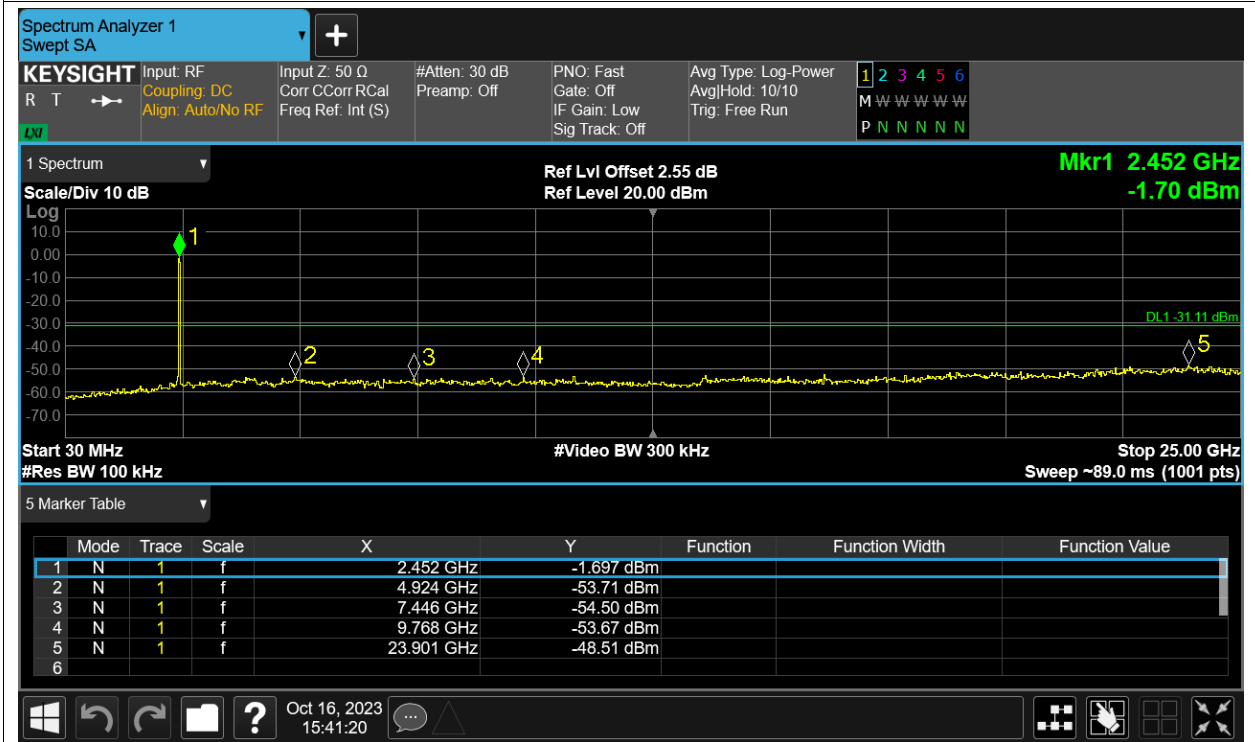 Spectrum Analyzer 1
Swept SA
+
KEYSIGHT
R T
LXI
Input: RF
Coupling: DC
Align: Auto/No RF
Input Z: 50 Ω
Corr CCorr RCal
Freq Ref: Int (S)
#Atten: 30 dB
Preamp: Off
PNO: Fast
Gate: Off
IF Gain: Low
Sig Track: Off
Avg Type: Log-Power
Avg|Hold: 10/10
Trig: Free Run
1 2 3 4 5 6
M W W W W W
P N N N N N
1 Spectrum
Scale/Div 10 dB
Ref Lvl Offset 2.55 dB
Ref Level 20.00 dBm
Mkr1 2.452 GHz
-1.70 dBm
Log
10.0
0.00
-10.0
-20.0
-30.0
-40.0
-50.0
-60.0
-70.0
1
2
3
4
5
DL1 -31.11 dBm
Start 30 MHz
#Video BW 300 kHz
Stop 25.00 GHz
#Res BW 100 kHz
Sweep ~89.0 ms (1001 pts)
5 Marker Table
Mode Trace Scale X Y Function Function Width Function Value
1 N 1 f 2.452 GHz -1.697 dBm
2 N 1 f 4.924 GHz -53.71 dBm
3 N 1 f 7.446 GHz -54.50 dBm
4 N 1 f 9.768 GHz -53.67 dBm
5 N 1 f 23.901 GHz -48.51 dBm
6
?
Oct 16, 2023
15:41:20